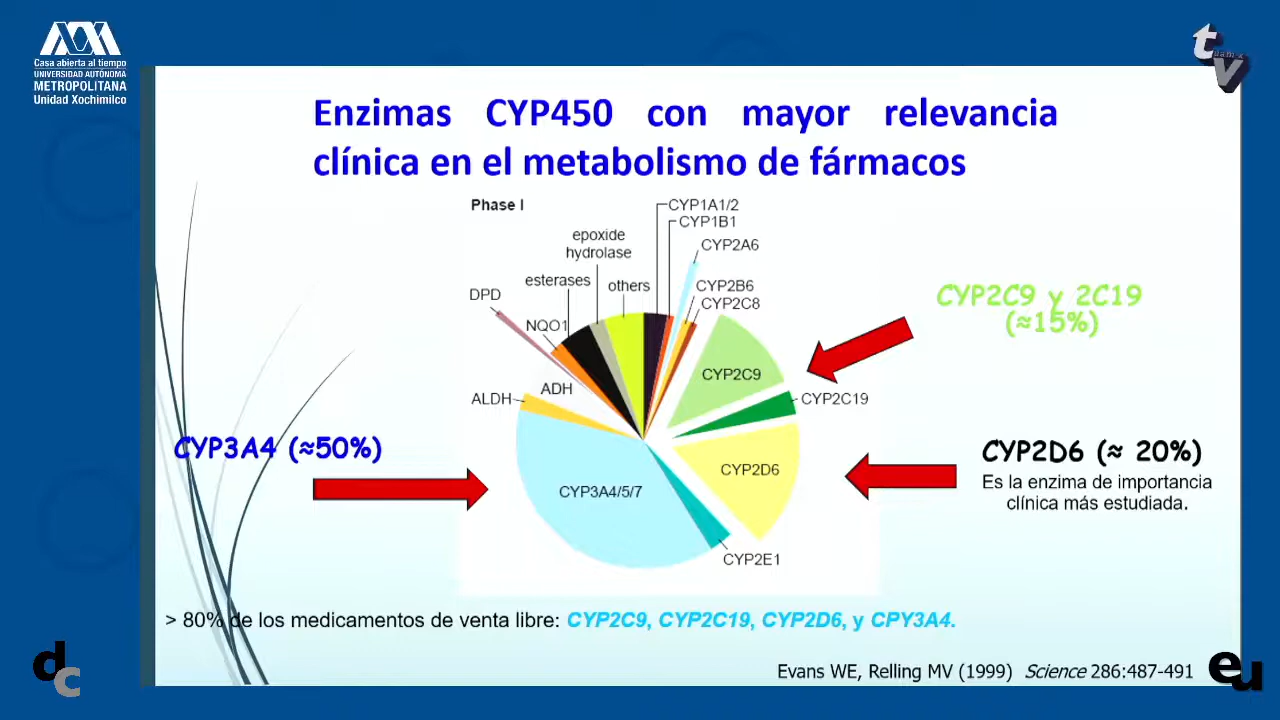 Casa abierta al tiempo
UNIVERSIDAD AUTÓNOMA
METROPOLITANA
Unidad Xochimilco
tv
Enzimas CYP450 con mayor relevancia
clínica en el metabolismo de fármacos
Phase I
CYP1A1/2
CYP1B1
epoxide
hydrolase
CYP2A6
esterases
others
CYP2B6
DPD
CYP2C8
NQO1
CYP2C9 y 2C19
(≈15%)
CYP2C9
ADH
ALDH
CYP2C19
CYP3A4 (≈50%)
CYP2D6 (≈ 20%)
CYP2D6
Es la enzima de importancia
clínica más estudiada.
CYP3A4/5/7
CYP2E1
> 80% de los medicamentos de venta libre: CYP2C9, CYP2C19, CYP2D6, y CPY3A4.
Evans WE, Relling MV (1999) Science 286:487-491
dc
eu